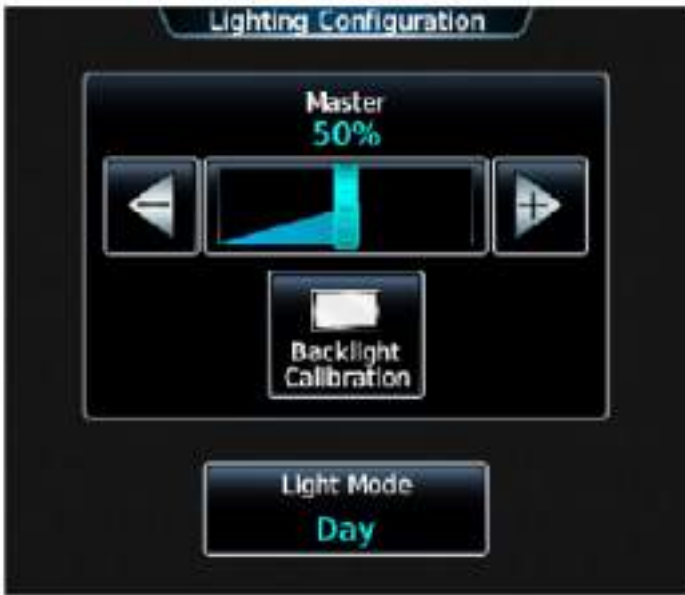 Lighting Configuration
Master
50%
Backlight
Calibration
Light Mode
Day